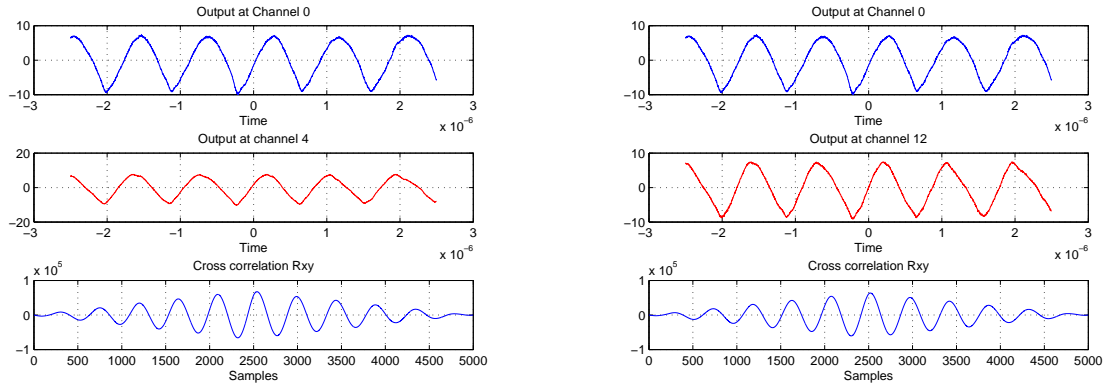 Output at Channel 0
10
0
−10
−3 −2 −1 0 1 2 3
Time
x 10−6
Output at channel 4
20
0
−20
−3 −2 −1 0 1 2 3
Time
x 10−6
x 105
Cross correlation Rxy
1
0
−1
0 500 1000 1500 2000 2500 3000 3500 4000 4500 5000
Samples
Output at Channel 0
10
0
−10
−3 −2 −1 0 1 2 3
Time
x 10−6
Output at channel 12
10
0
−10
−3 −2 −1 0 1 2 3
Time
x 10−6
x 105
Cross correlation Rxy
1
0
−1
0 500 1000 1500 2000 2500 3000 3500 4000 4500 5000
Samples